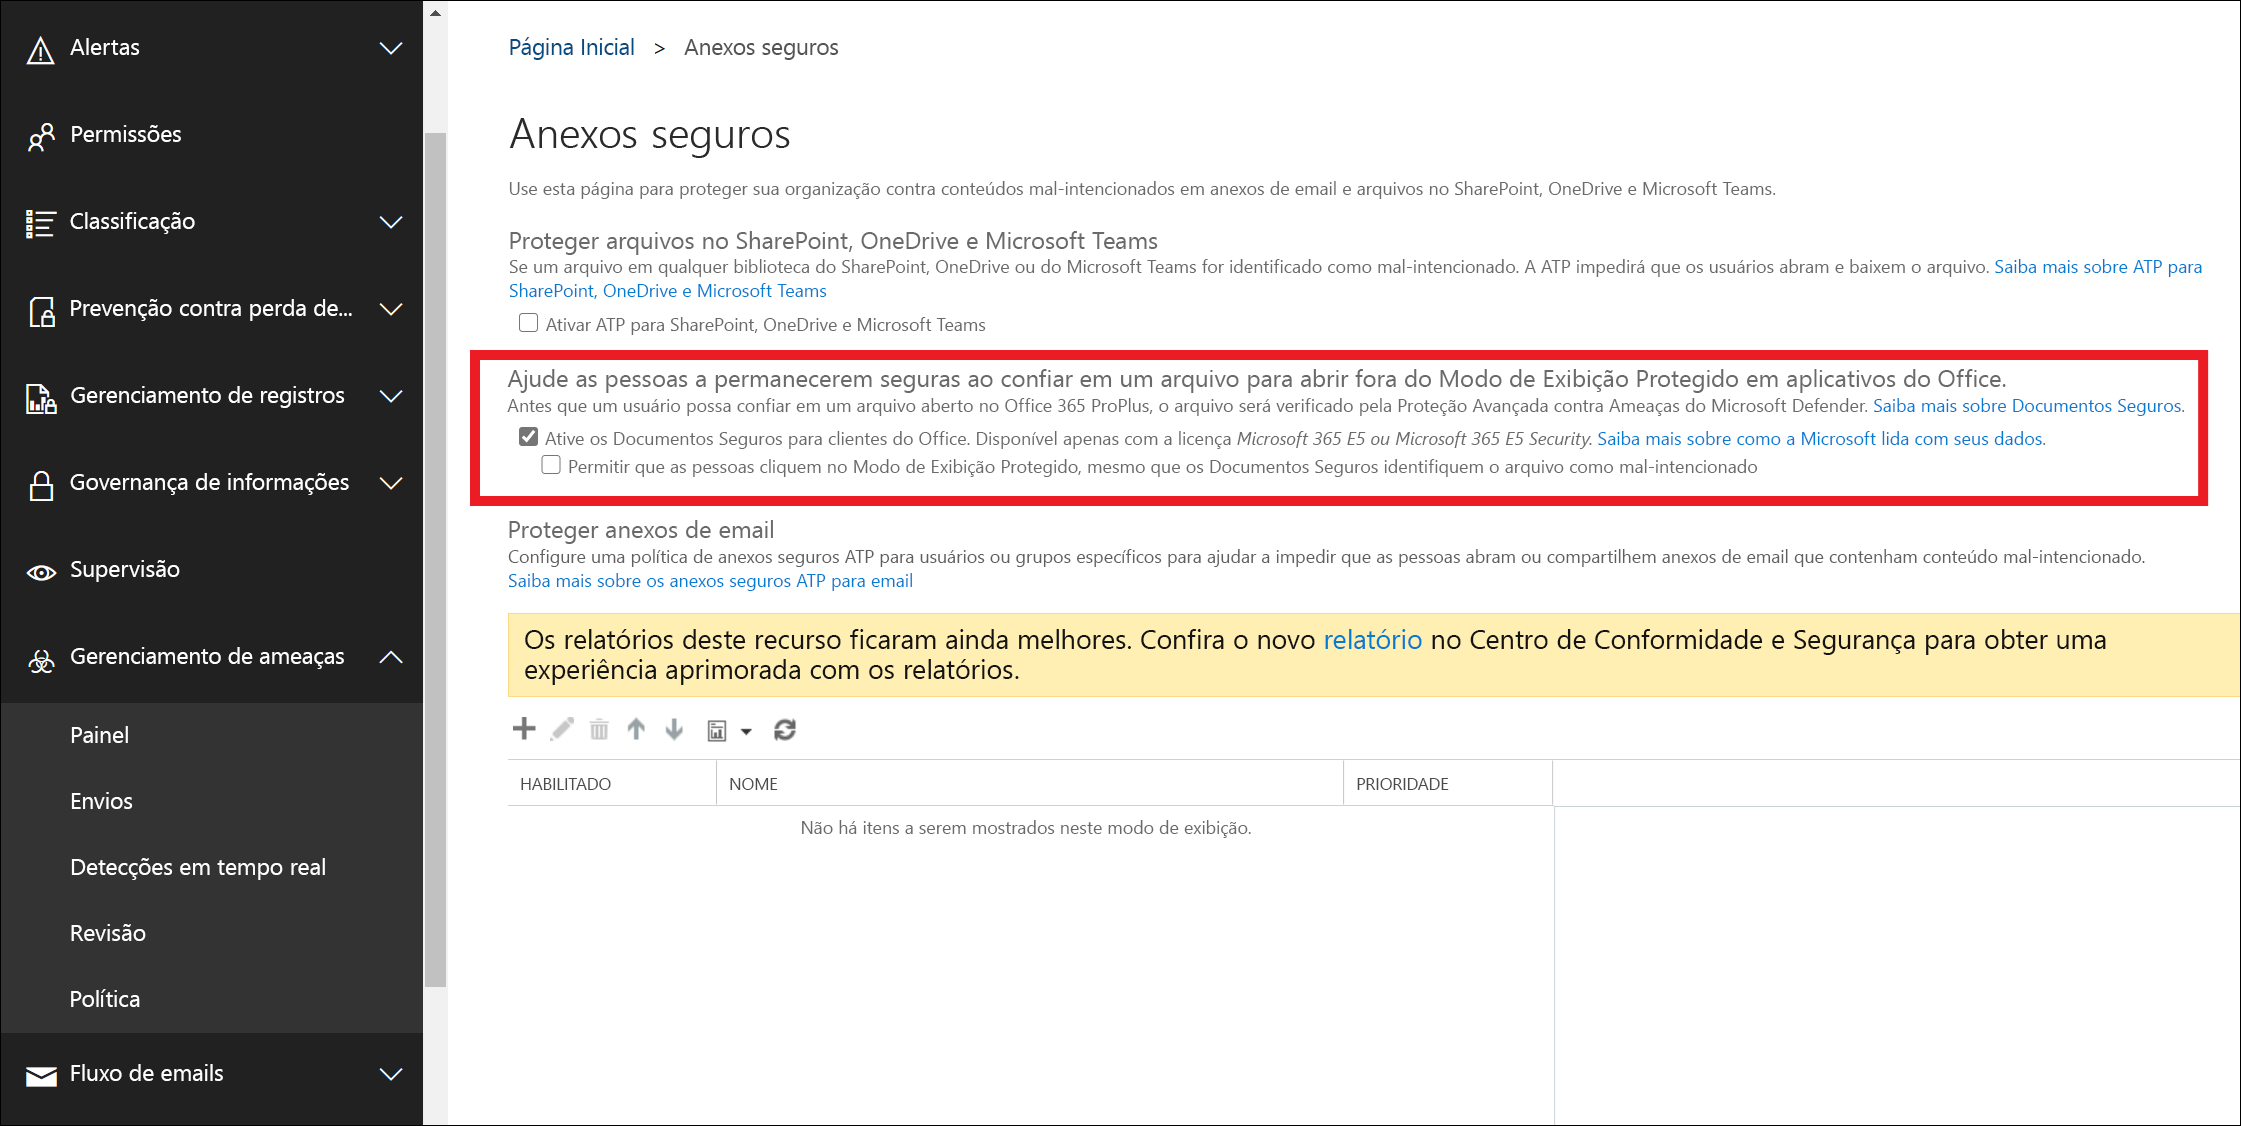 Alertas
Permissões
Classificação
Prevenção contra perda de...
Gerenciamento de registros
Governança de informações
Supervisão
Gerenciamento de ameaças
Painel
Envios
Detecções em tempo real
Revisão
Política
Fluxo de emails
Página Inicial > Anexos seguros
Anexos seguros
Use esta página para proteger sua organização contra conteúdos mal-intencionados em anexos de email e arquivos no SharePoint, OneDrive e Microsoft Teams.
Proteger arquivos no SharePoint, OneDrive e Microsoft Teams
Se um arquivo em qualquer biblioteca do SharePoint, OneDrive ou do Microsoft Teams for identificado como mal-intencionado. A ATP impedirá que os usuários abram e baixem o arquivo. Saiba mais sobre ATP para
SharePoint, OneDrive e Microsoft Teams
Ativar ATP para SharePoint, OneDrive e Microsoft Teams
Ajude as pessoas a permanecerem seguras ao confiar em um arquivo para abrir fora do Modo de Exibição Protegido em aplicativos do Office.
Antes que um usuário possa confiar em um arquivo aberto no Office 365 ProPlus, o arquivo será verificado pela Proteção Avançada contra Ameaças do Microsoft Defender. Saiba mais sobre Documentos Seguros.
Ative os Documentos Seguros para clientes do Office. Disponível apenas com a licença Microsoft 365 E5 ou Microsoft 365 E5 Security. Saiba mais sobre como a Microsoft lida com seus dados.
Permitir que as pessoas cliquem no Modo de Exibição Protegido, mesmo que os Documentos Seguros identifiquem o arquivo como mal-intencionado
Proteger anexos de email
Configure uma política de anexos seguros ATP para usuários ou grupos específicos para ajudar a impedir que as pessoas abram ou compartilhem anexos de email que contenham conteúdo mal-intencionado.
Saiba mais sobre os anexos seguros ATP para email
Os relatórios deste recurso ficaram ainda melhores. Confira o novo relatório no Centro de Conformidade e Segurança para obter uma
experiência aprimorada com os relatórios.
HABILITADO NOME PRIORIDADE
Não há itens a serem mostrados neste modo de exibição.